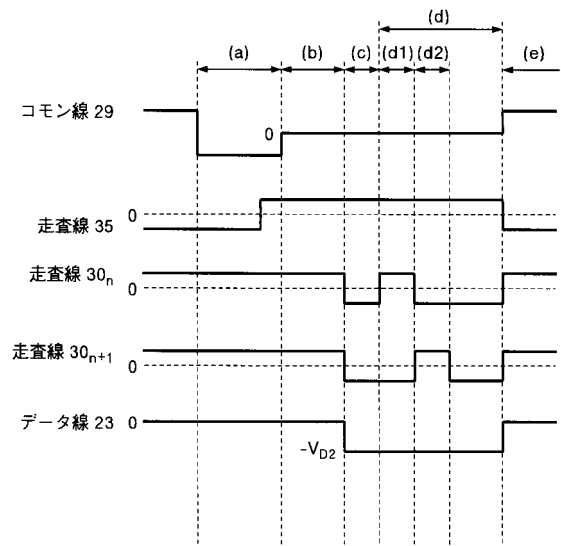 (d)
(a) (b) (c) (d1) (d2) (e)
コモン線 29
0
0
走査線 35
走査線 30n
0
走査線 30n+1
0
データ線 23 0
-VD2